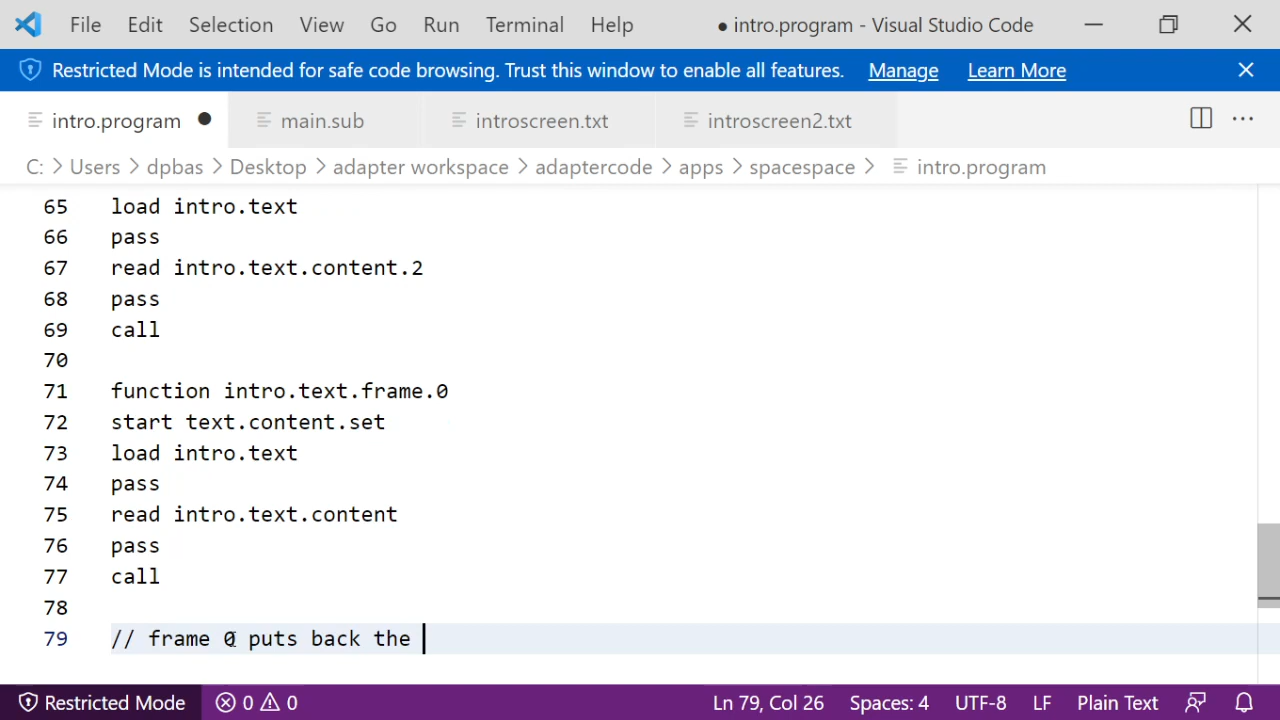 File Edit Selection View Go Run Terminal Help ● intro.program - Visual Studio Code
Restricted Mode is intended for safe code browsing. Trust this window to enable all features. Manage Learn More
intro.program main.sub introscreen.txt introscreen2.txt
C: > Users > dpbas > Desktop > adapter workspace > adaptercode > apps > spacespace > intro.program
65 load intro.text
66 pass
67 read intro.text.content.2
68 pass
69 call
70
71 function intro.text.frame.0
72 start text.content.set
73 load intro.text
74 pass
75 read intro.text.content
76 pass
77 call
78
79 // frame 0 puts back the
Restricted Mode 0 0 Ln 79, Col 26 Spaces: 4 UTF-8 LF Plain Text